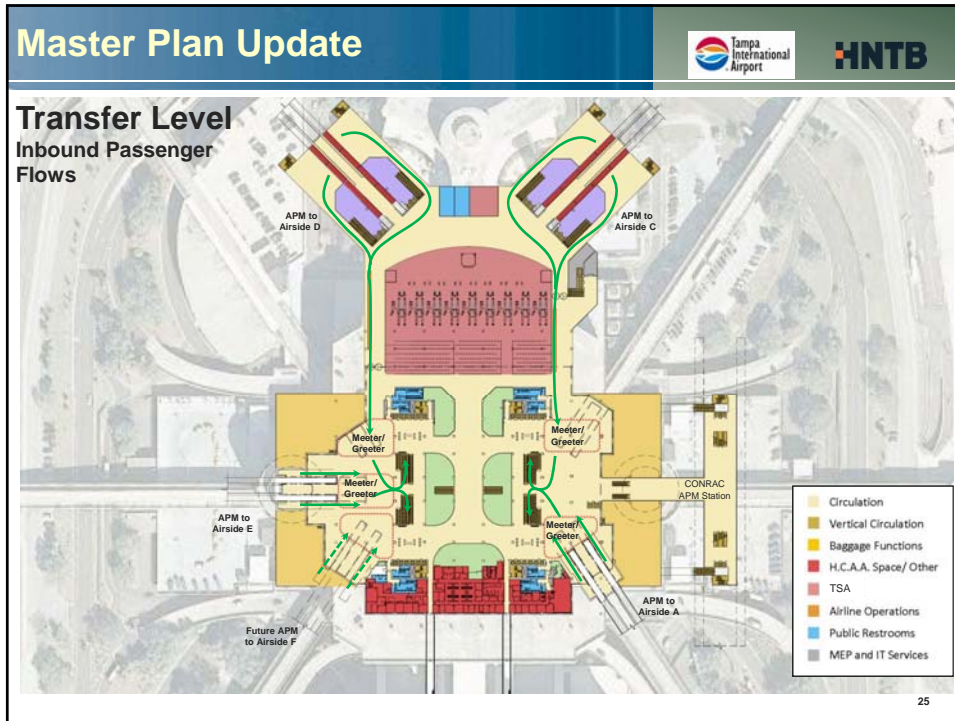 Master Plan Update
Tampa
International
Airport
HNTB
Transfer Level
Inbound Passenger
Flows
APM to
Airside D
APM to
Airside C
Meeter/
Greeter
Meeter/
Greeter
Meeter/
Greeter
CONRAC
APM Station
APM to
Airside E
Meeter/
Greeter
APM to
Airside A
Future APM
to Airside F
Circulation
Vertical Circulation
Baggage Functions
H.C.A.A. Space/ Other
TSA
Airline Operations
Public Restrooms
MEP and IT Services
25